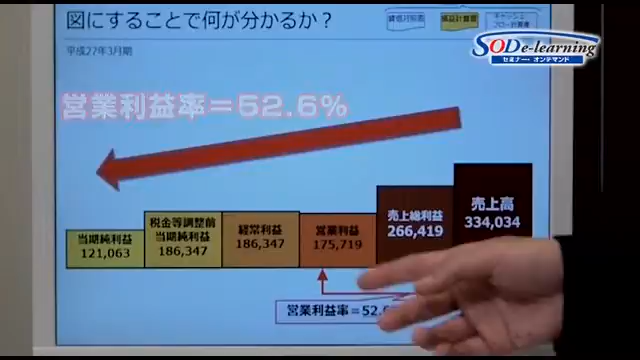 図にすることで何が分かるか？
貸借対照表
損益計算書
キャッシュ
フロー計算書
SODe-learning
セミナー・オンデマンド
平成27年3月期
営業利益率＝52.6%
売上高
334,034
売上総利益
266,419
営業利益
175,719
経常利益
186,347
税金等調整前
当期純利益
186,347
当期純利益
121,063
営業利益率＝52.6